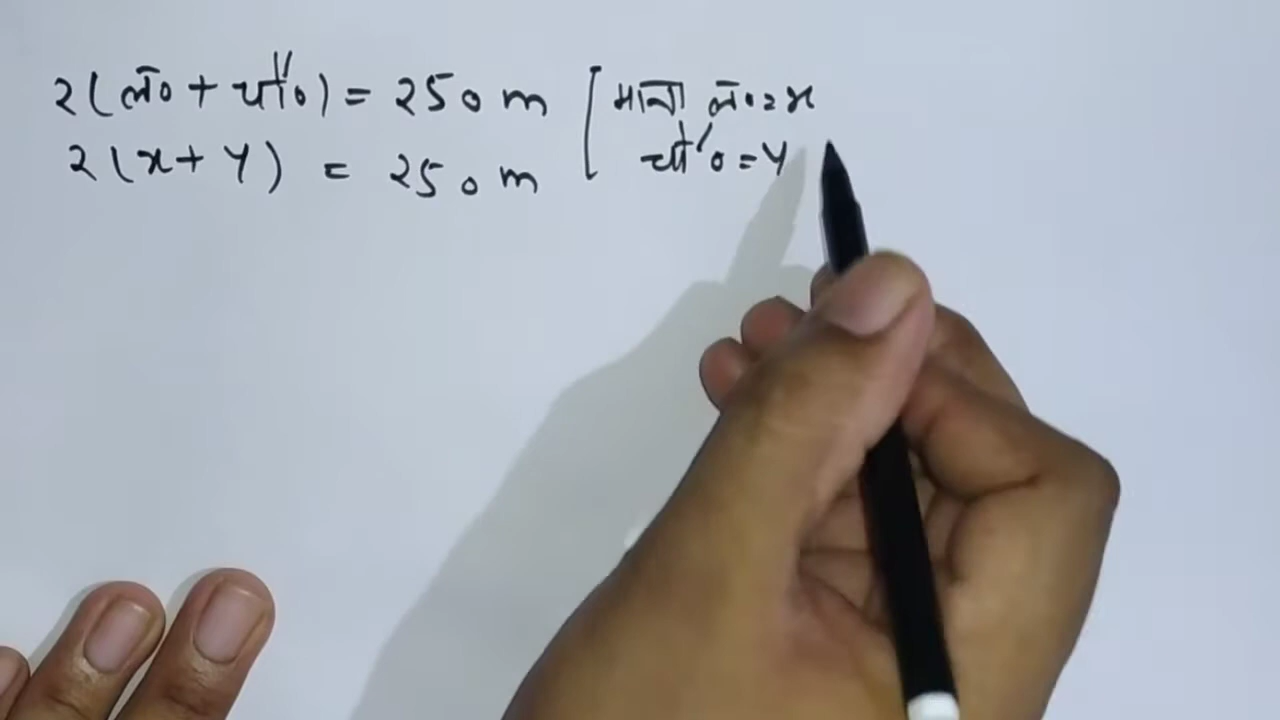 2(लं० + चौ०) = 250 m [माना लं० = x
2(x + y) = 250 m चौ० = y